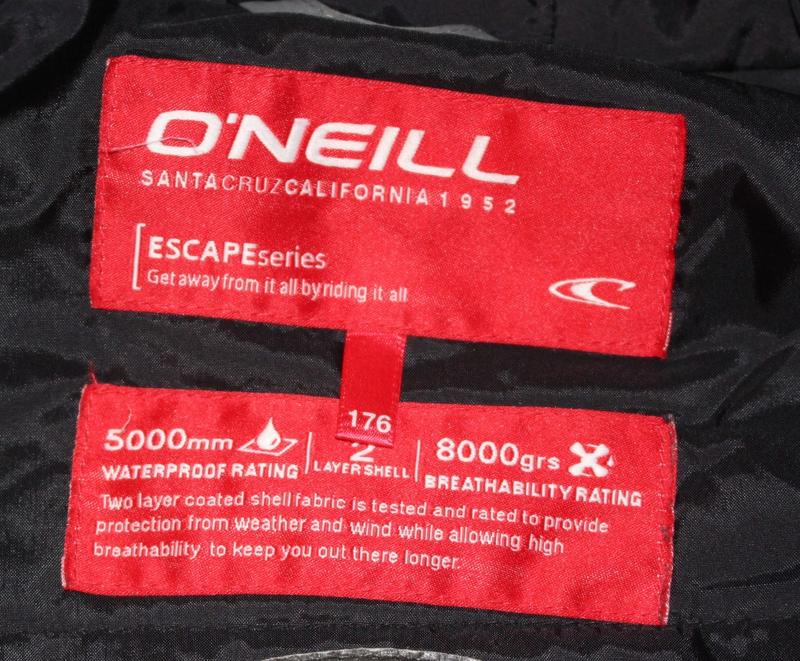 O'NEILL
SANTACRUZCALIFORNIA 1952
ESCAPEseries
Get away from it all by riding it all
176
5000mm
WATERPROOF RATING
2
LAYER SHELL
8000grs
BREATHABILITY RATING
Two layer coated shell fabric is tested and rated to provide
protection from weather and wind while allowing high
breathability to keep you out there longer.